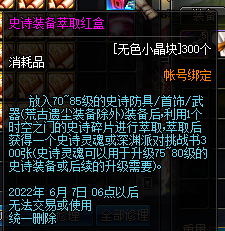 史诗装备萃取红盒
[无色小晶块]300个
消耗品
帐号绑定
放入70~85级的史诗防具/首饰/武
器(荒古遗尘装备除外)装备后,利用1个
时空之门的史诗碎片进行萃取,萃取后
获得一个史诗灵魂或深渊派对挑战书3
00张(史诗灵魂可以用于升级75~80级的
史诗装备或后续的升级需要)。
2022年 6月 7日 06点以后
无法交易或使用
统一删除